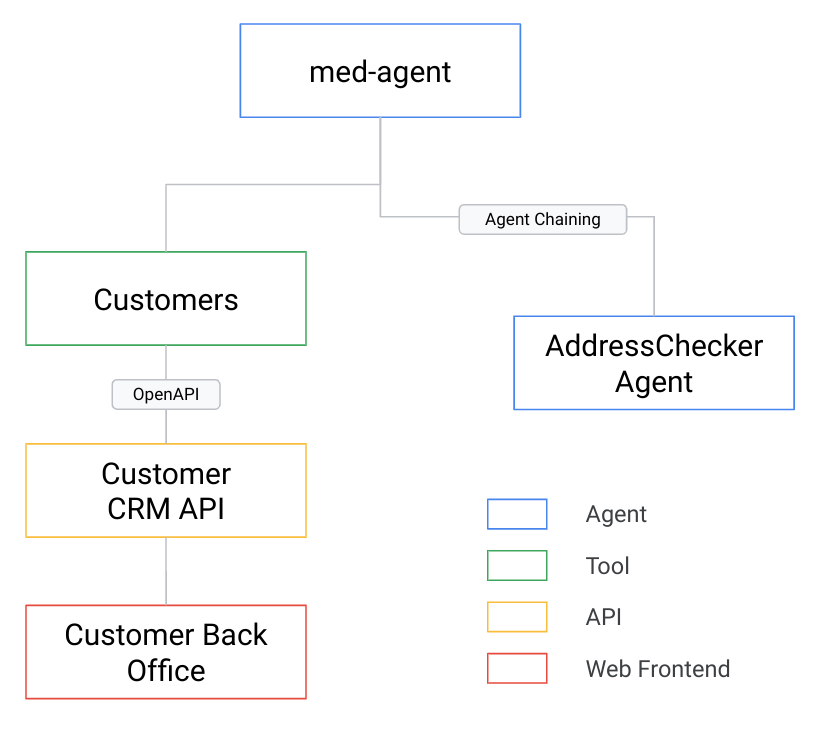 med-agent
Agent Chaining
Customers
AddressChecker
Agent
OpenAPI
Customer
CRM API
Customer Back
Office
Agent
Tool
API
Web Frontend